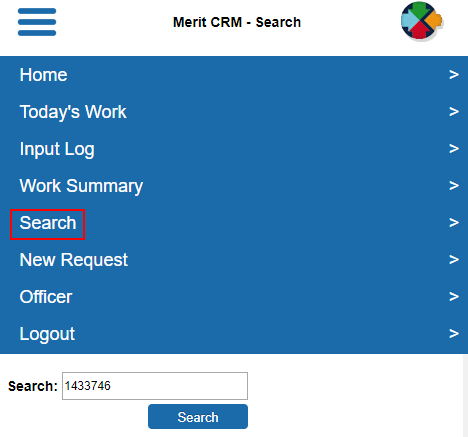 Merit CRM - Search
Home >
Today's Work >
Input Log >
Work Summary >
Search >
New Request >
Officer >
Logout >
Search: 1433746
Search